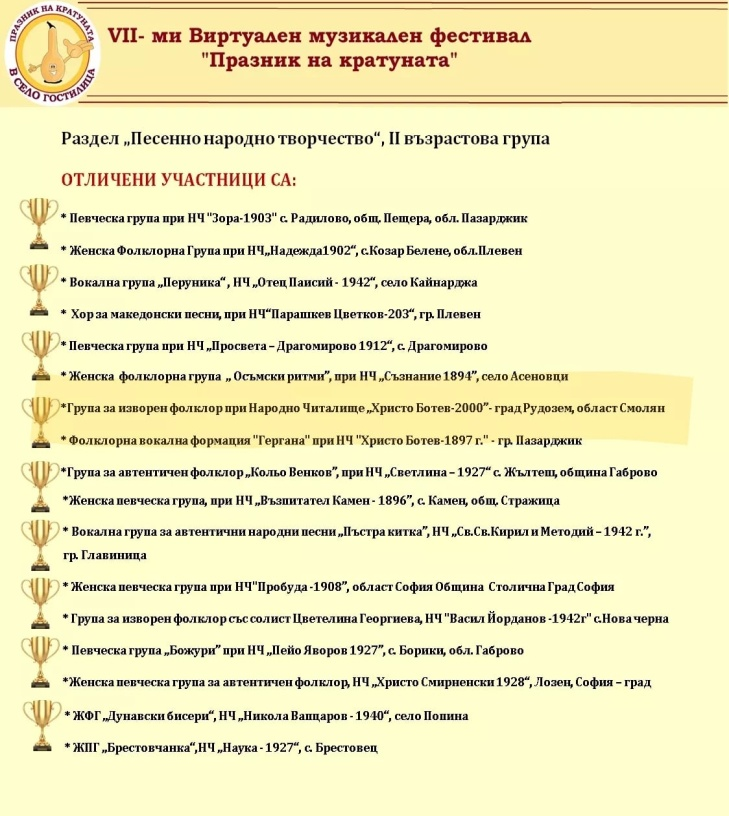 ПРАЗНИК НА КРАТУНАТА
В СЕЛО ГОСТИЛИЦА
VII- ми Виртуален музикален фестивал
"Празник на кратуната"
Раздел „Песенно народно творчество“, II възрастова група
ОТЛИЧЕНИ УЧАСТНИЦИ СА:
* Певческа група при НЧ "Зора-1903" с. Радилово, общ. Пещера, обл. Пазарджик
* Женска Фолклорна Група при НЧ„Надежда1902“, с.Козар Белене, обл.Плевен
* Вокална група „Перуника“ , НЧ „Отец Паисий - 1942“, село Кайнарджа
* Хор за македонски песни, при НЧ“Парашкев Цветков-203“, гр. Плевен
* Певческа група при НЧ „Просвета – Драгомирово 1912“, с. Драгомирово
* Женска фолклорна група „ Осъмски ритми”, при НЧ „Съзнание 1894”, село Асеновци
*Група за изворен фолклор при Народно Читалище „Христо Ботев-2000”- град Рудозем, област Смолян
* Фолклорна вокална формация "Гергана" при НЧ "Христо Ботев-1897 г." - гр. Пазарджик
*Група за автентичен фолклор „Кольо Венков”, при НЧ „Светлина – 1927“ с. Жълтеш, община Габрово
*Женска певческа група, при НЧ „Възпитател Камен - 1896”, с. Камен, общ. Стражица
* Вокална група за автентични народни песни „Пъстра китка”, НЧ „Св.Св.Кирил и Методий – 1942 г.”,
гр. Главиница
* Женска певческа група при НЧ"Пробуда -1908”, област София Община Столична Град София
* Група за изворен фолклор със солист Цветелина Георгиева, НЧ "Васил Йорданов -1942г" с.Нова черна
* Певческа група „Божури” при НЧ "Пейо Яворов 1927”, с. Борики, обл. Габрово
*Женска певческа група за автентичен фолклор, НЧ „Христо Смирненски 1928“, Лозен, София – град
* ЖФГ „Дунавски бисери“, НЧ „Никола Вапцаров - 1940“, село Попина
* ЖПГ „Брестовчанка“,НЧ „Наука - 1927“, с. Брестовец